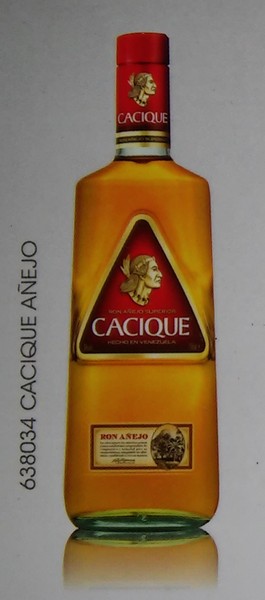 CACIQUE
RON AÑEJO SUPERIOR
CACIQUE
HECHO EN VENEZUELA
RON AÑEJO
638034 CACIQUE AÑEJO